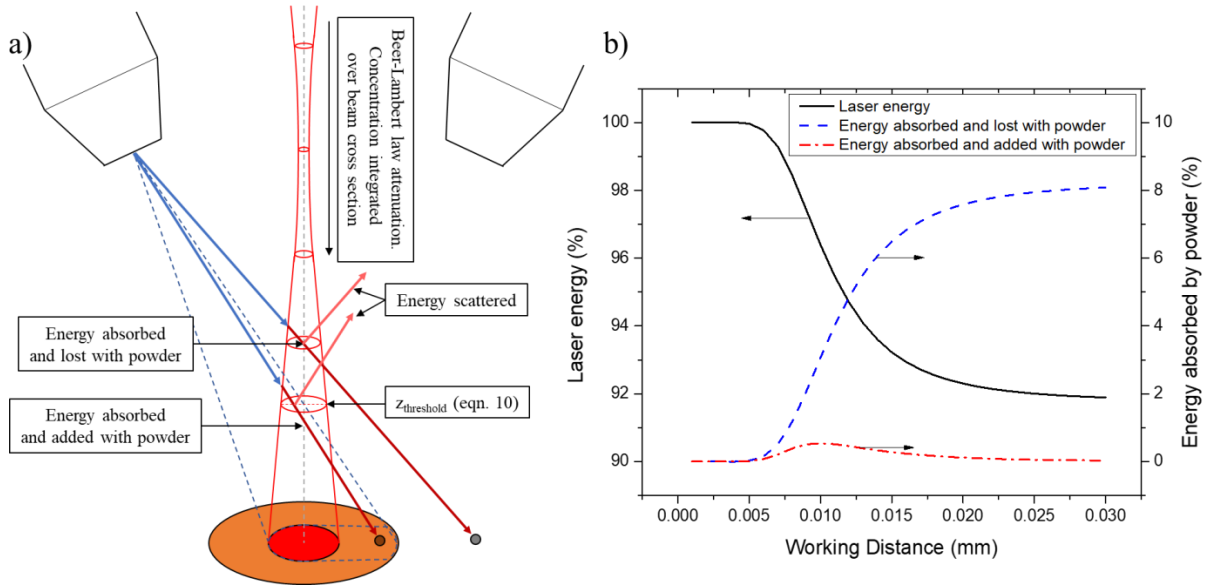 a)
Beer-Lambert law attenuation.
Concentration integrated
over beam cross section
Energy scattered
Energy absorbed
and lost with powder
z_threshold (eqn. 10)
Energy absorbed
and added with powder
b)
Laser energy
Energy absorbed and lost with powder
Energy absorbed and added with powder
Laser energy (%)
100
98
96
94
92
90
Energy absorbed by powder (%)
10
8
6
4
2
0
0.000 0.005 0.010 0.015 0.020 0.025 0.030
Working Distance (mm)